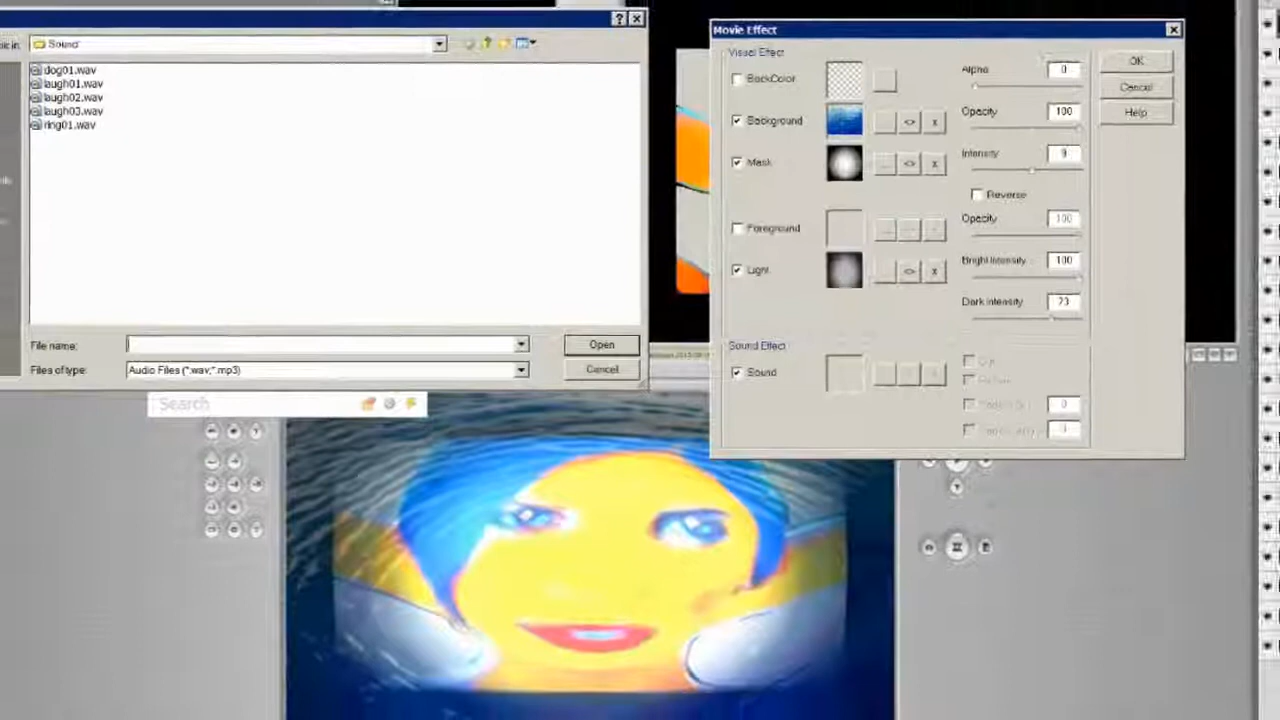 Sound
dog01.wav
laugh01.wav
laugh02.wav
laugh03.wav
ring01.wav
File name:
Open
Files of type:
Audio Files (*.wav;*.mp3)
Cancel
Search
Movie Effect
Visual Effect
BackColor
Alpha
0
OK
Cancel
Background
<>
x
Opacity
100
Help
Mask
<>
x
Intensity
9
Reverse
Foreground
Opacity
100
Light
<>
x
Bright Intensity
100
Dark Intensity
73
Sound Effect
Sound
0